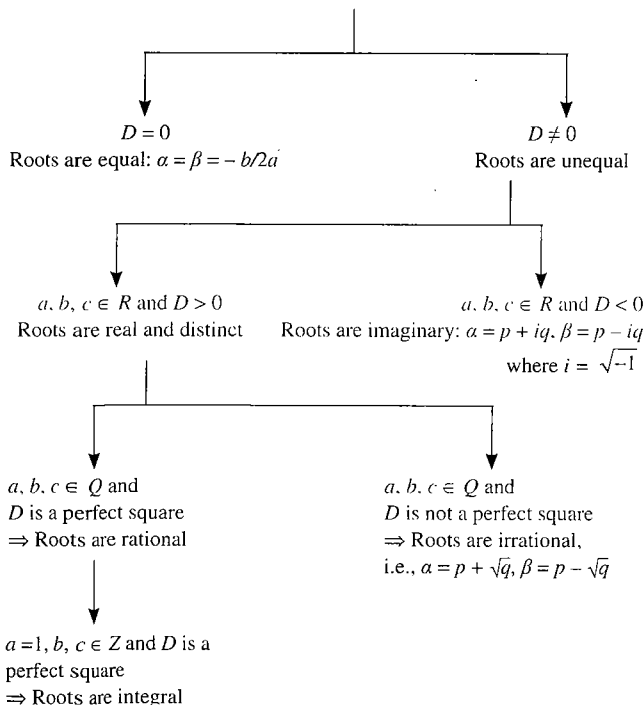 D = 0
Roots are equal: α = β = – b/2a
D ≠ 0
Roots are unequal
a, b, c ∈ R and D > 0
Roots are real and distinct
a, b, c ∈ R and D < 0
Roots are imaginary: α = p + iq, β = p – iq
where i = √–1
a, b, c ∈ Q and
D is a perfect square
⇒ Roots are rational
a, b, c ∈ Q and
D is not a perfect square
⇒ Roots are irrational,
i.e., α = p + √q, β = p – √q
a =1, b, c ∈ Z and D is a
perfect square
⇒ Roots are integral